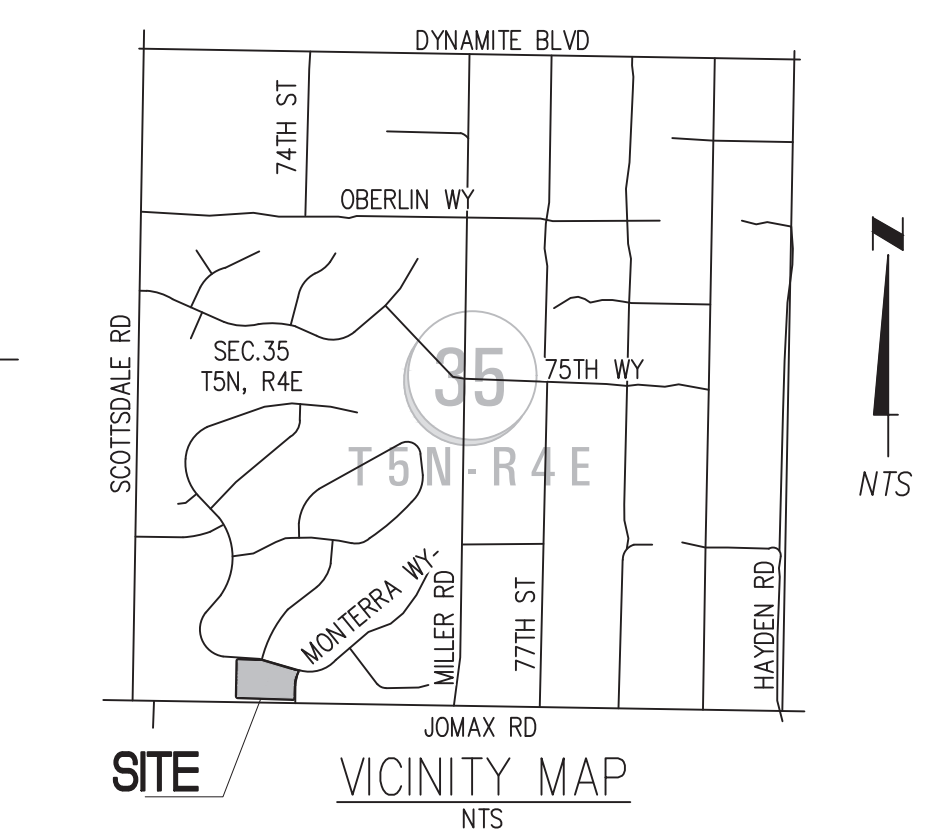 DYNAMITE BLVD
74TH ST
OBERLIN WY
N
SCOTTSDALE RD
SEC.35
T5N, R4E
35
75TH WY
T5N-R4E
NTS
MONTERRA WY
MILLER RD
77TH ST
HAYDEN RD
JOMAX RD
SITE
VICINITY MAP
NTS